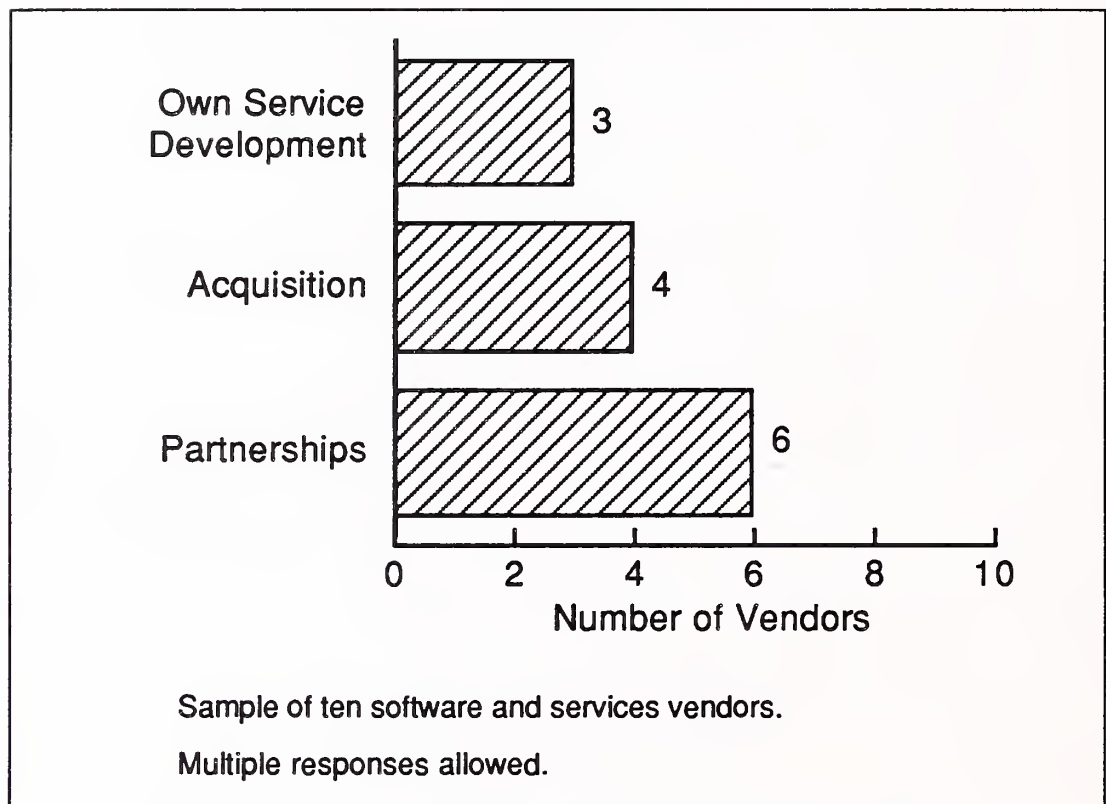 Own Service
Development
3
Acquisition
4
Partnerships
6
0 2 4 6 8 10
Number of Vendors
Sample of ten software and services vendors.
Multiple responses allowed.